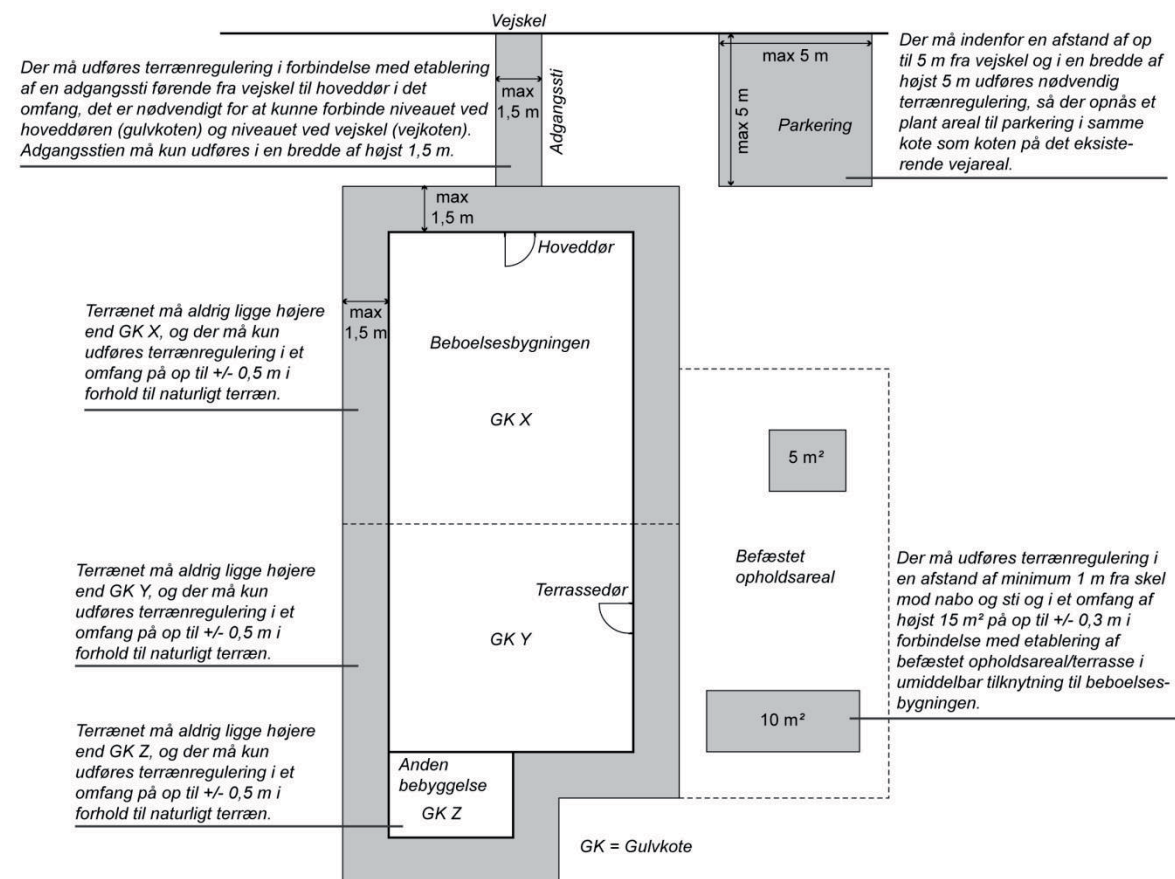 Vejskel
Der må udføres terrænregulering i forbindelse med etablering
af en adgangssti førende fra vejskel til hoveddør i det
omfang, det er nødvendigt for at kunne forbinde niveauet ved
hoveddøren (gulvkoten) og niveauet ved vejskel (vejkoten).
Adgangsstien må kun udføres i en bredde af højst 1,5 m.
max
1,5 m
Adgangssti
max 5 m
max 5 m
Parkering
Der må indenfor en afstand af op
til 5 m fra vejskel og i en bredde af
højst 5 m udføres nødvendig
terrænregulering, så der opnås et
plant areal til parkering i samme
kote som koten på det eksiste-
rende vejareal.
max
1,5 m
Hoveddør
Terrænet må aldrig ligge højere
end GK X, og der må kun
udføres terrænregulering i et
omfang på op til +/- 0,5 m i
forhold til naturligt terræn.
max
1,5 m
Beboelsesbygningen
GK X
5 m²
Terrænet må aldrig ligge højere
end GK Y, og der må kun
udføres terrænregulering i et
omfang på op til +/- 0,5 m i
forhold til naturligt terræn.
Terrassedør
GK Y
Befæstet
opholdsareal
10 m²
Der må udføres terrænregulering i
en afstand af minimum 1 m fra skel
mod nabo og sti og i et omfang af
højst 15 m² på op til +/- 0,3 m i
forbindelse med etablering af
befæstet opholdsareal/terrasse i
umiddelbar tilknytning til beboelses-
bygningen.
Terrænet må aldrig ligge højere
end GK Z, og der må kun
udføres terrænregulering i et
omfang på op til +/- 0,5 m i
forhold til naturligt terræn.
Anden
bebyggelse
GK Z
GK = Gulvkote